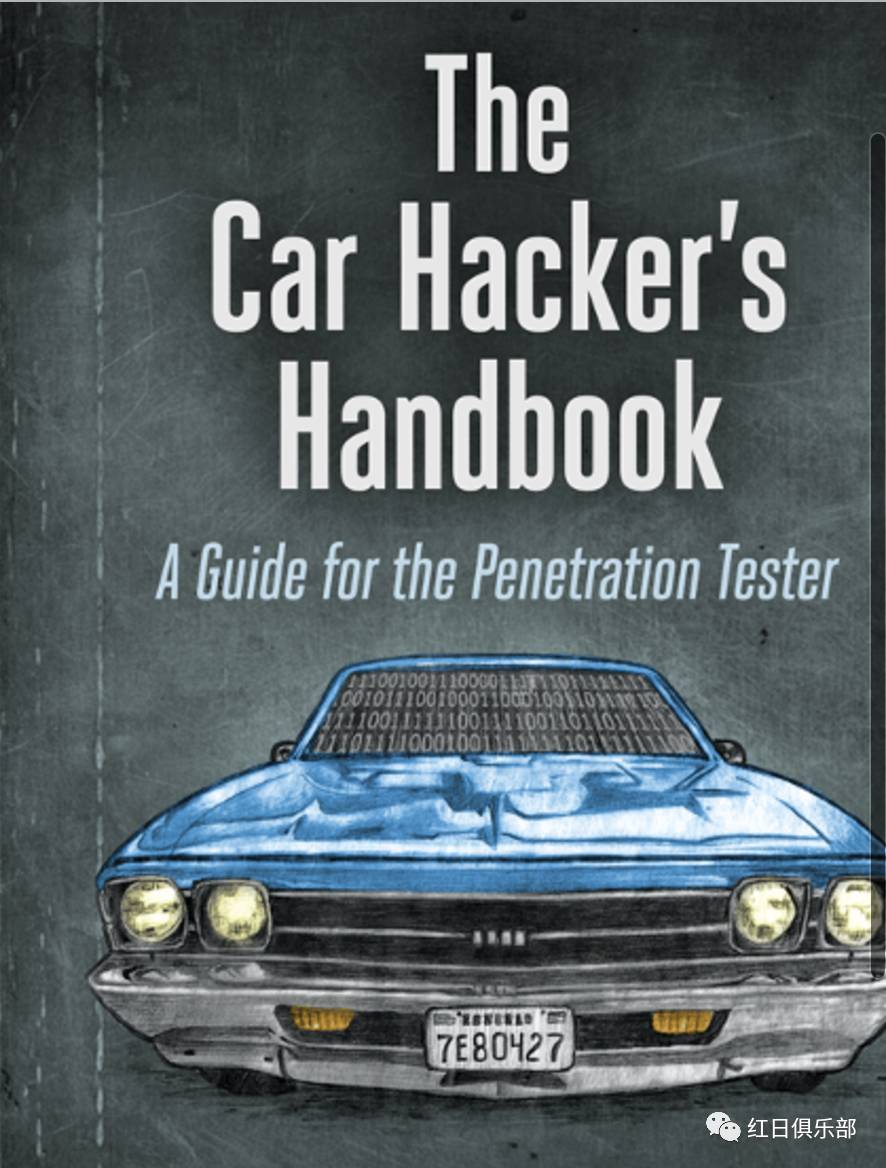 The
Car Hacker's
Handbook
A Guide for the Penetration Tester
7E80427
红日俱乐部